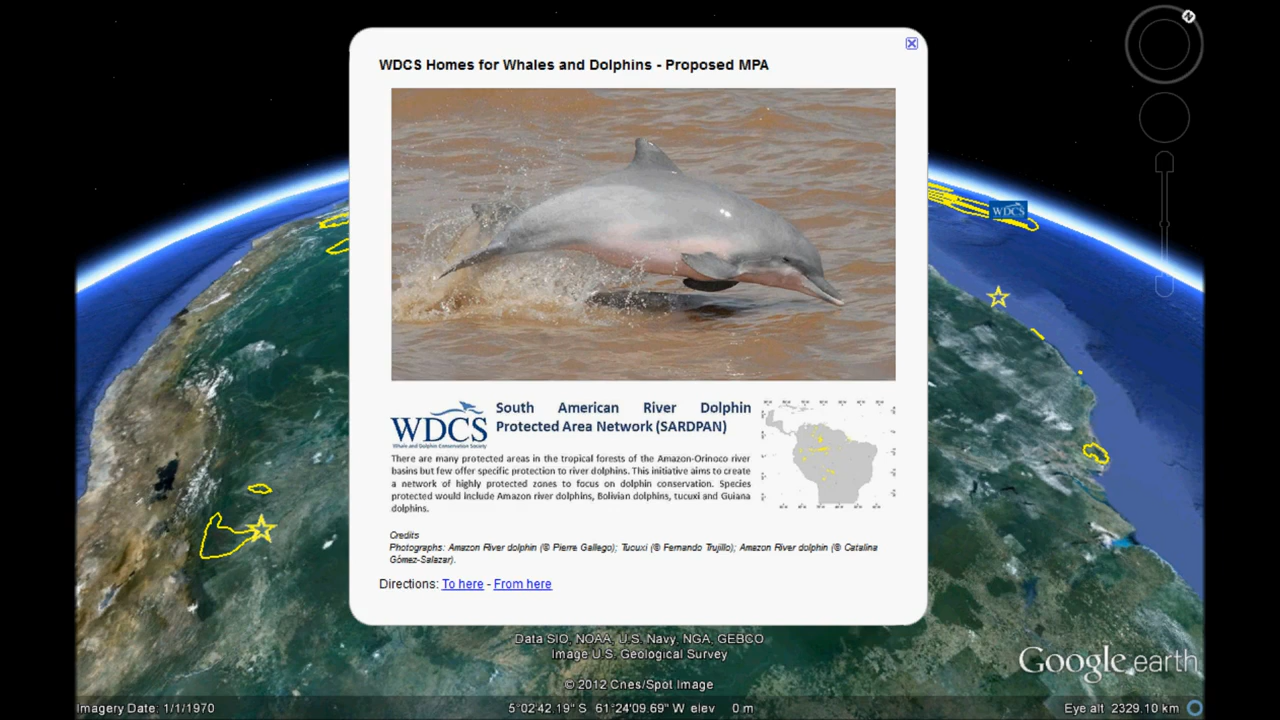 N
WDCS Homes for Whales and Dolphins - Proposed MPA
WDCS
WDCS
Whale and Dolphin Conservation Society
South American River Dolphin
Protected Area Network (SARDPAN)
There are many protected areas in the tropical forests of the Amazon-Orinoco river
basins but few offer specific protection to river dolphins. This initiative aims to create
a network of highly protected zones to focus on dolphin conservation. Species
protected would include Amazon river dolphins, Bolivian dolphins, tucuxi and Guiana
dolphins.
Credits
Photographs: Amazon River dolphin (© Pierre Gallego); Tucuxi (© Fernando Trujillo); Amazon River dolphin (© Catalina
Gómez-Salazar).
Directions: To here - From here
Data SIO, NOAA, U.S. Navy, NGA, GEBCO
Image U.S. Geological Survey
© 2012 Cnes/Spot Image
Google earth
Imagery Date: 1/1/1970
5°02'42.19" S 61°24'09.69" W elev 0 m
Eye alt 2329.10 km